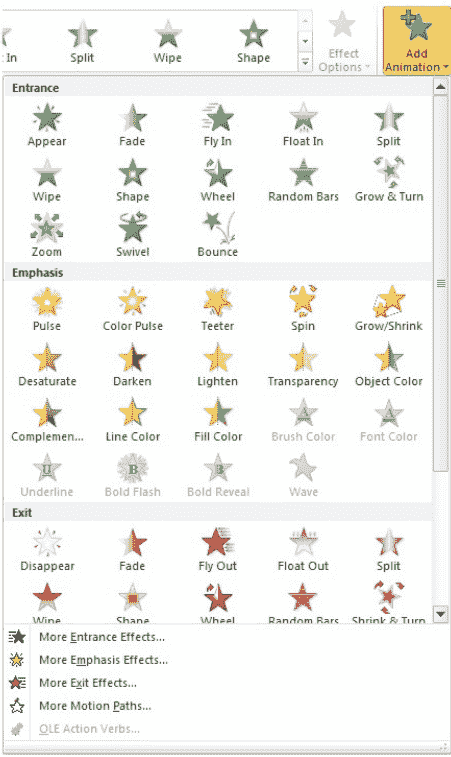 In Split Wipe Shape Effect Options Add Animation
Entrance
Appear Fade Fly In Float In Split
Wipe Shape Wheel Random Bars Grow & Turn
Zoom Swivel Bounce
Emphasis
Pulse Color Pulse Teeter Spin Grow/Shrink
Desaturate Darken Lighten Transparency Object Color
Complemen... Line Color Fill Color Brush Color Font Color
Underline Bold Flash Bold Reveal Wave
Exit
Disappear Fade Fly Out Float Out Split
Wipe Shape Wheel Random Bars Shrink & Turn
More Entrance Effects...
More Emphasis Effects...
More Exit Effects...
More Motion Paths...
OLE Action Verbs...